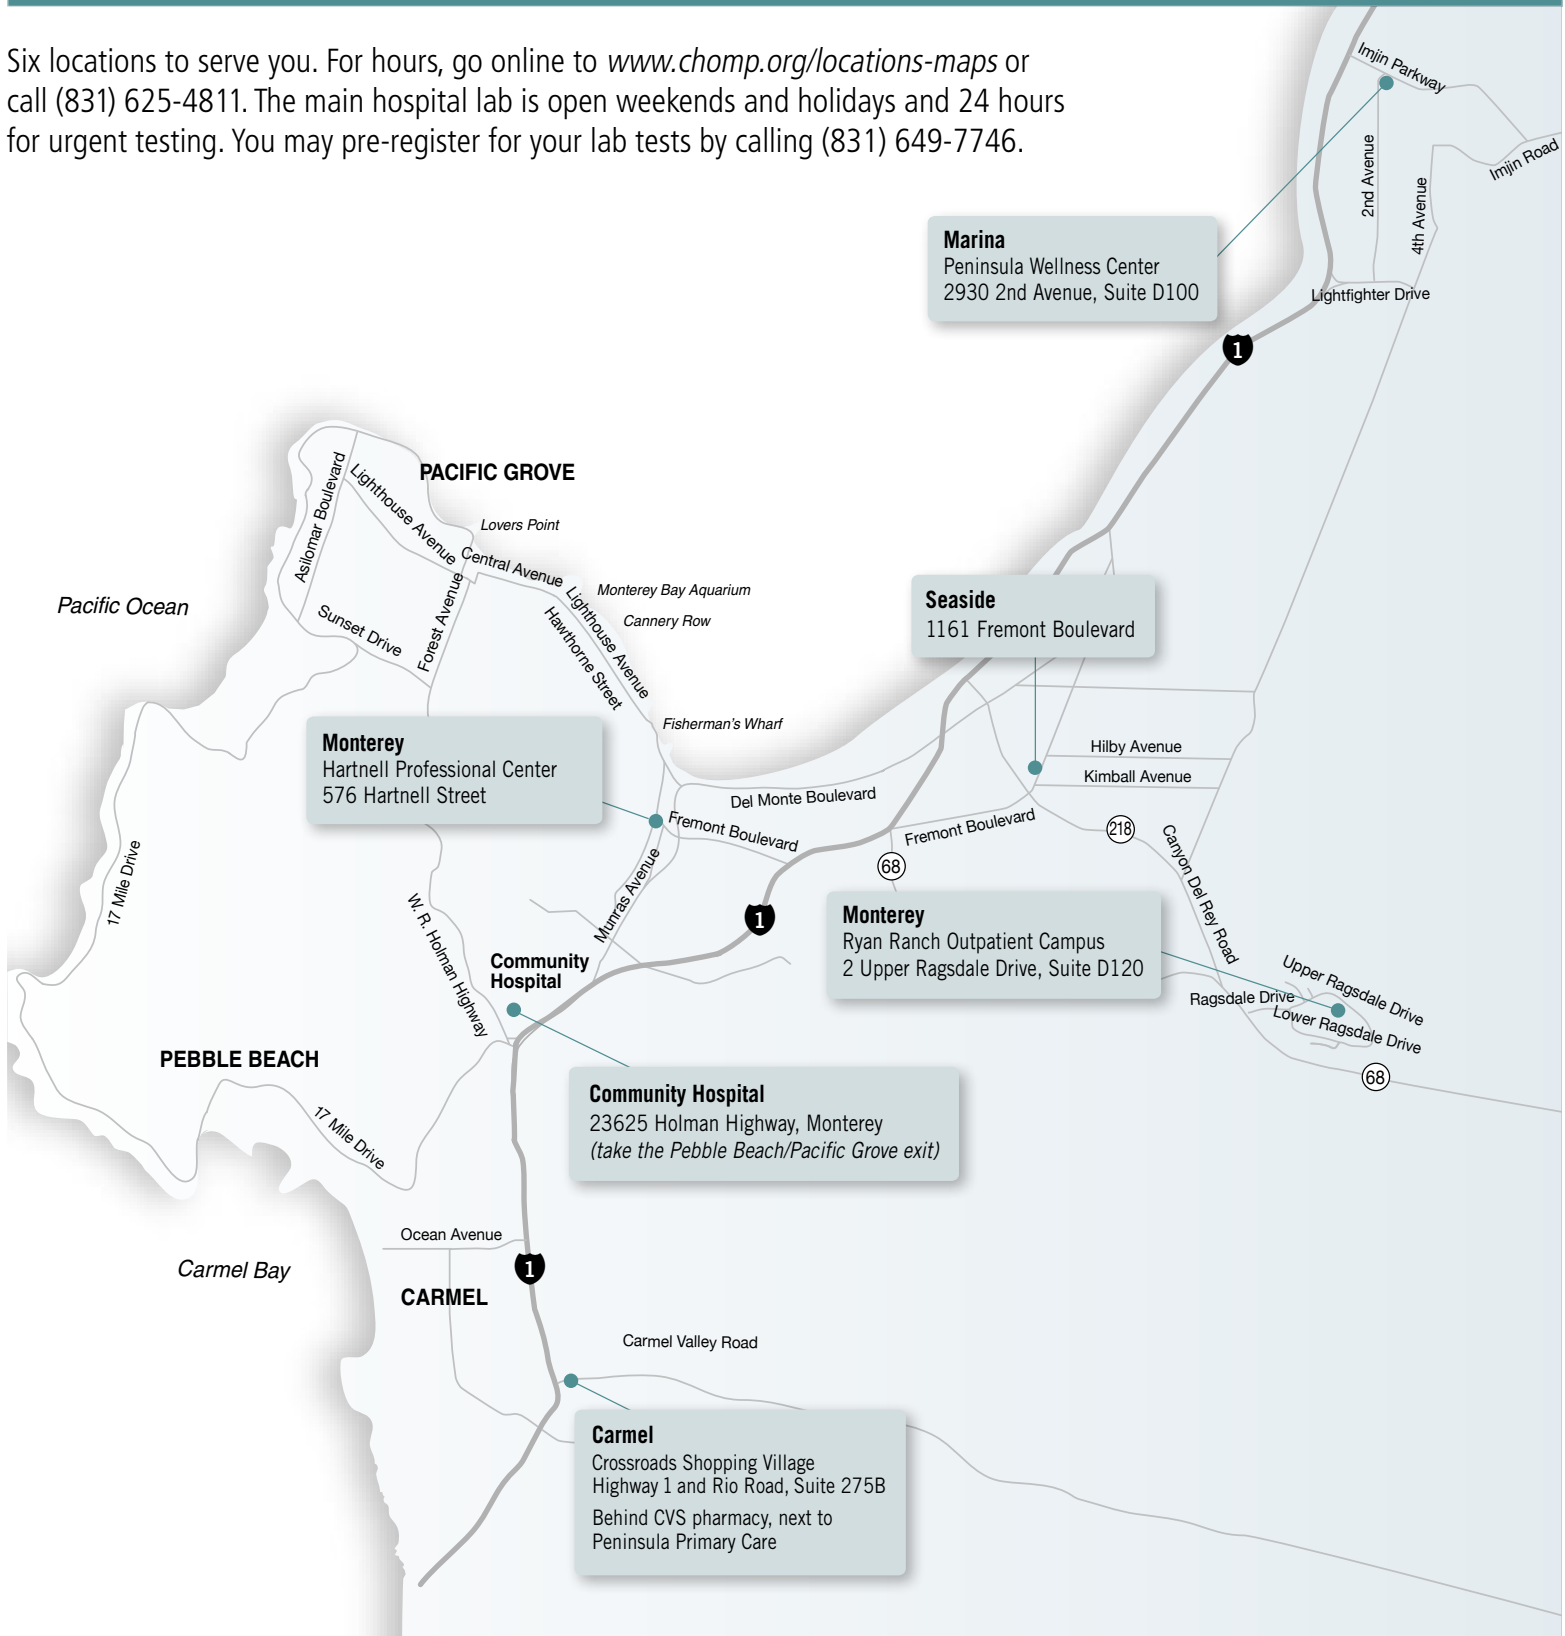 Six locations to serve you. For hours, go online to www.chomp.org/locations-maps or
call (831) 625-4811. The main hospital lab is open weekends and holidays and 24 hours
for urgent testing. You may pre-register for your lab tests by calling (831) 649-7746.
Imjin Parkway
Imjin Road
2nd Avenue
4th Avenue
Marina
Peninsula Wellness Center
2930 2nd Avenue, Suite D100
Lightfighter Drive
1
PACIFIC GROVE
Asilomar Boulevard
Lighthouse Avenue
Lovers Point
Central Avenue
Monterey Bay Aquarium
Cannery Row
Pacific Ocean
Sunset Drive
Forest Avenue
Lighthouse Avenue
Hawthorne Street
Seaside
1161 Fremont Boulevard
Fisherman's Wharf
Monterey
Hartnell Professional Center
576 Hartnell Street
Hilby Avenue
Kimball Avenue
Del Monte Boulevard
Fremont Boulevard
Fremont Boulevard
218
68
17 Mile Drive
Munras Avenue
Canyon Del Rey Road
W. R. Holman Highway
1
Monterey
Ryan Ranch Outpatient Campus
2 Upper Ragsdale Drive, Suite D120
Community
Hospital
Upper Ragsdale Drive
Ragsdale Drive
Lower Ragsdale Drive
68
PEBBLE BEACH
Community Hospital
23625 Holman Highway, Monterey
(take the Pebble Beach/Pacific Grove exit)
17 Mile Drive
Ocean Avenue
Carmel Bay
1
CARMEL
Carmel Valley Road
Carmel
Crossroads Shopping Village
Highway 1 and Rio Road, Suite 275B
Behind CVS pharmacy, next to
Peninsula Primary Care